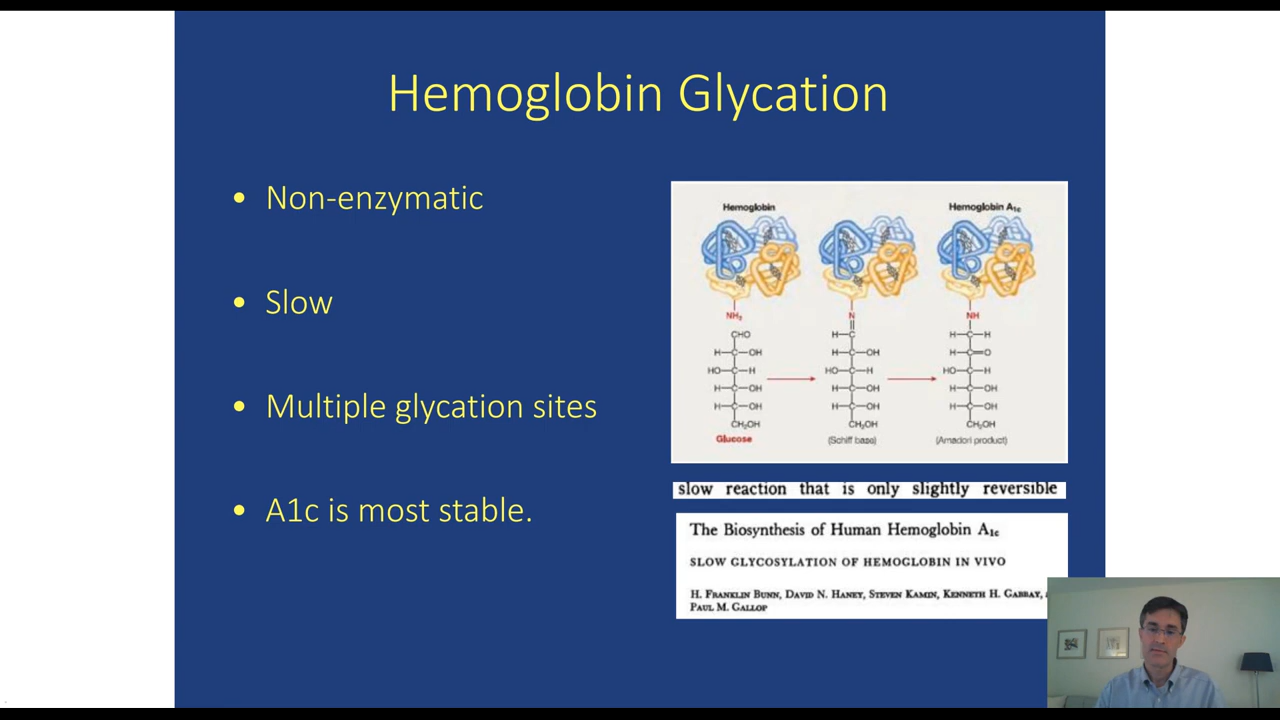 Hemoglobin Glycation
• Non-enzymatic
• Slow
• Multiple glycation sites
• A1c is most stable.
Hemoglobin
Hemoglobin A1c
NH2
N
NH
CHO
H—C
H—C—H
H—C—OH
H—C—OH
H—C=O
HO—C—H
HO—C—H
HO—C—H
H—C—OH
H—C—OH
H—C—OH
H—C—OH
H—C—OH
H—C—OH
CH2OH
CH2OH
CH2OH
Glucose
(Schiff base)
(Amadori product)
slow reaction that is only slightly reversible
The Biosynthesis of Human Hemoglobin A1c
SLOW GLYCOSYLATION OF HEMOGLOBIN IN VIVO
H. FRANKLIN BUNN, DAVID N. HANEY, STEVEN KAMIN, KENNETH H. GABBAY,
PAUL M. GALLOP